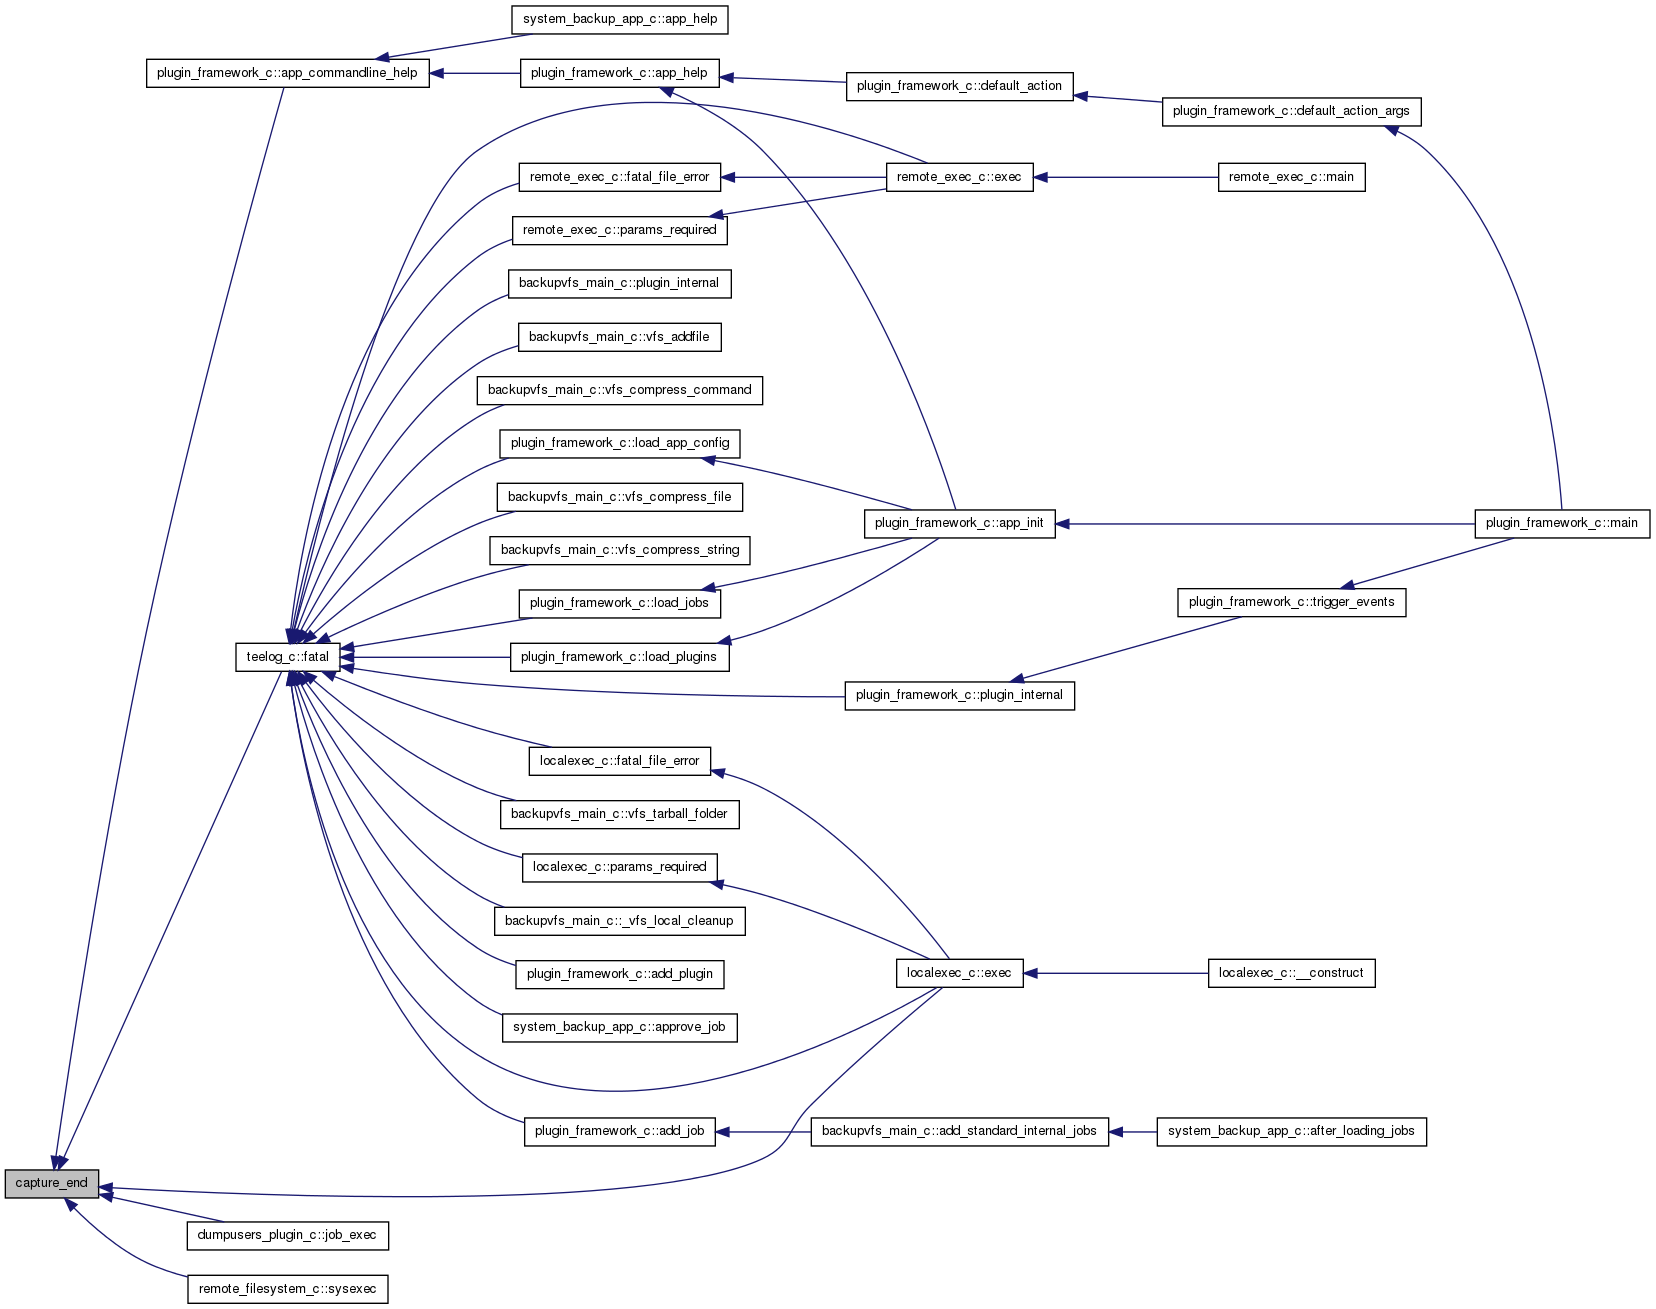 system_backup_app_c::app_help
plugin_framework_c::app_commandline_help
plugin_framework_c::app_help
plugin_framework_c::default_action
plugin_framework_c::default_action_args
remote_exec_c::fatal_file_error
remote_exec_c::exec
remote_exec_c::main
remote_exec_c::params_required
backupvfs_main_c::plugin_internal
backupvfs_main_c::vfs_addfile
backupvfs_main_c::vfs_compress_command
plugin_framework_c::load_app_config
backupvfs_main_c::vfs_compress_file
plugin_framework_c::app_init
plugin_framework_c::main
backupvfs_main_c::vfs_compress_string
plugin_framework_c::load_jobs
plugin_framework_c::trigger_events
teelog_c::fatal
plugin_framework_c::load_plugins
plugin_framework_c::plugin_internal
localexec_c::fatal_file_error
backupvfs_main_c::vfs_tarball_folder
localexec_c::params_required
backupvfs_main_c::_vfs_local_cleanup
plugin_framework_c::add_plugin
localexec_c::exec
localexec_c::__construct
system_backup_app_c::approve_job
plugin_framework_c::add_job
backupvfs_main_c::add_standard_internal_jobs
system_backup_app_c::after_loading_jobs
capture_end
dumpusers_plugin_c::job_exec
remote_filesystem_c::sysexec